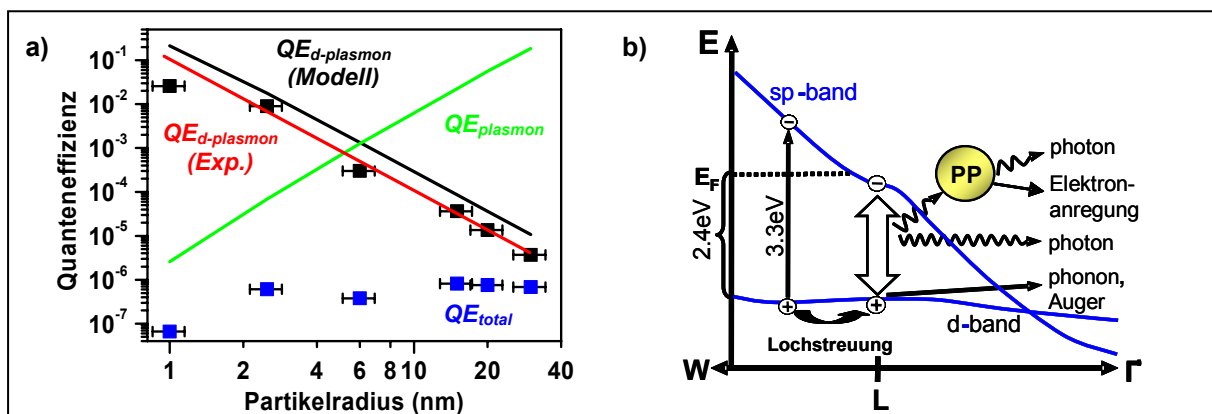 a)
10⁻¹
10⁻²
10⁻³
10⁻⁴
10⁻⁵
10⁻⁶
10⁻⁷
Quanteneffizienz
QE_d-plasmon
(Modell)
QE_plasmon
QE_d-plasmon
(Exp.)
QE_total
1 2 4 6 8 10 20 40
Partikelradius (nm)
b)
E
sp-band
E_F
2.4eV
3.3eV
PP
photon
Elektron-
anregung
photon
phonon,
Auger
d-band
Lochstreuung
W
L
Γ